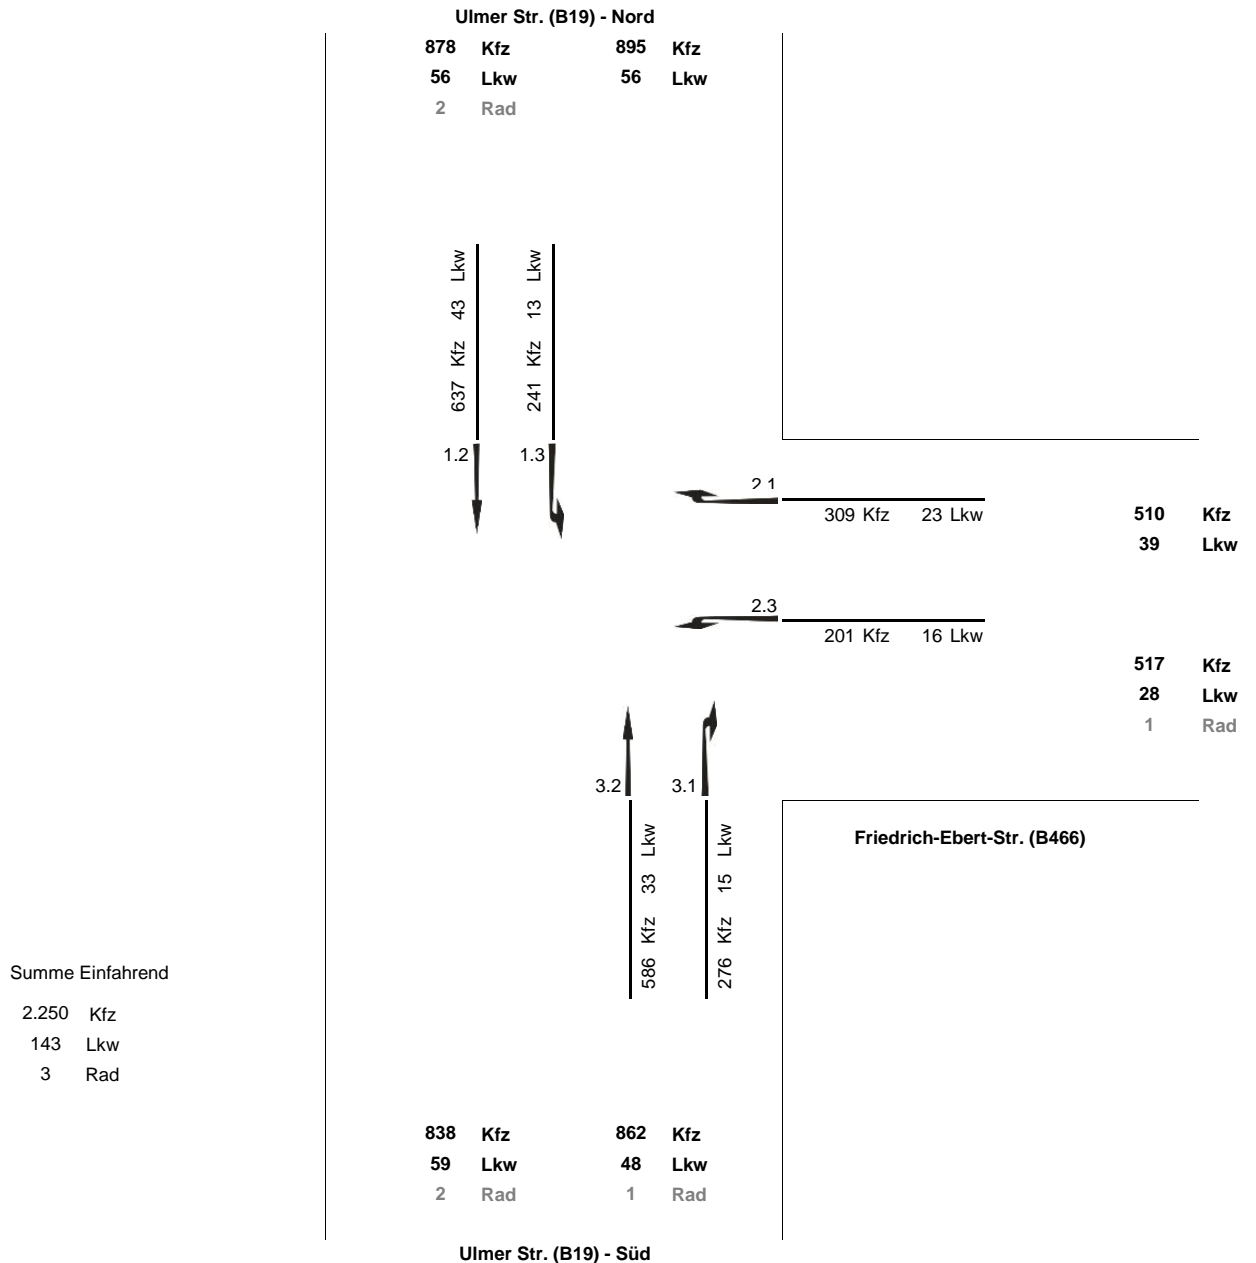 Ulmer Str. (B19) - Nord
878 Kfz 895 Kfz
56 Lkw 56 Lkw
2 Rad
637 Kfz 43 Lkw
241 Kfz 13 Lkw
1.2 1.3
2.1
309 Kfz 23 Lkw
510 Kfz
39 Lkw
2.3
201 Kfz 16 Lkw
517 Kfz
28 Lkw
1 Rad
3.2 3.1
586 Kfz 33 Lkw
276 Kfz 15 Lkw
Friedrich-Ebert-Str. (B466)
Summe Einfahrend
2.250 Kfz
143 Lkw
3 Rad
838 Kfz 862 Kfz
59 Lkw 48 Lkw
2 Rad 1 Rad
Ulmer Str. (B19) - Süd